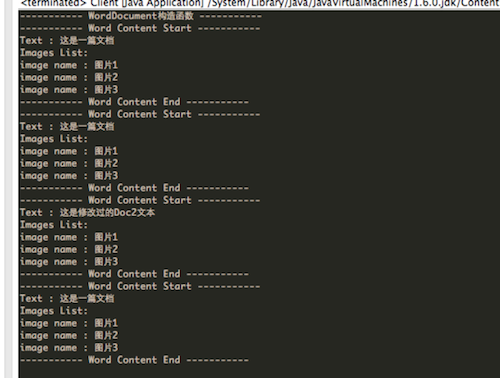 <terminated> Client [Java Application] /System/Library/Java/JavaVirtualMachines/1.6.0.jdk/Content
----------- WordDocument构造函数 -----------
----------- Word Content Start -----------
Text : 这是一篇文档
Images List:
image name : 图片1
image name : 图片2
image name : 图片3
----------- Word Content End -----------
----------- Word Content Start -----------
Text : 这是一篇文档
Images List:
image name : 图片1
image name : 图片2
image name : 图片3
----------- Word Content End -----------
----------- Word Content Start -----------
Text : 这是修改过的Doc2文本
Images List:
image name : 图片1
image name : 图片2
image name : 图片3
----------- Word Content End -----------
----------- Word Content Start -----------
Text : 这是一篇文档
Images List:
image name : 图片1
image name : 图片2
image name : 图片3
----------- Word Content End -----------